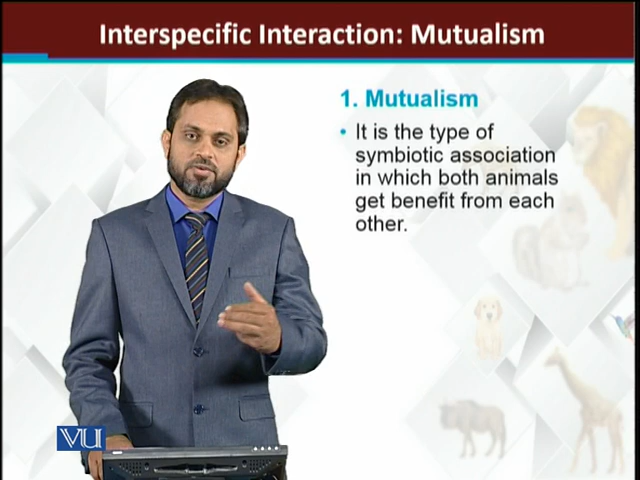 Interspecific Interaction: Mutualism
1. Mutualism
• It is the type of
symbiotic association
in which both animals
get benefit from each
other.
VU